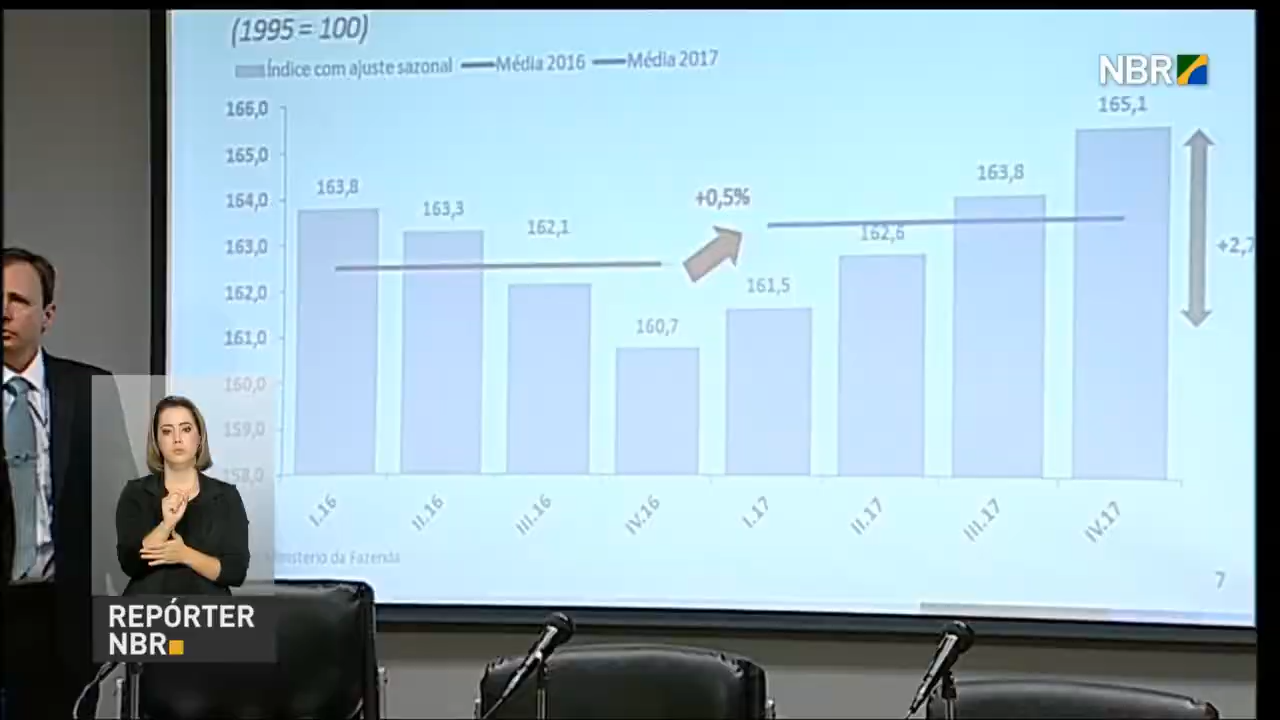 (1995 = 100)
Índice com ajuste sazonal Média 2016 Média 2017
NBR
166,0
165,0
164,0
163,0
162,0
161,0
160,0
159,0
158,0
163,8
163,3
162,1
160,7
+0,5%
161,5
162,6
163,8
165,1
+2,7
I.16
II.16
III.16
IV.16
I.17
II.17
III.17
IV.17
Ministério da Fazenda
7
REPÓRTER
NBR